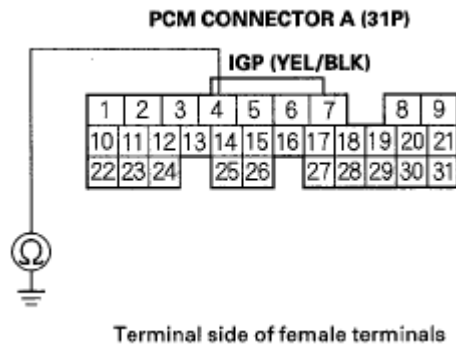 PCM CONNECTOR A (31P)
IGP (YEL/BLK)
1 2 3 4 5 6 7 8 9
10 11 12 13 14 15 16 17 18 19 20 21
22 23 24 25 26 27 28 29 30 31
Ω
Terminal side of female terminals